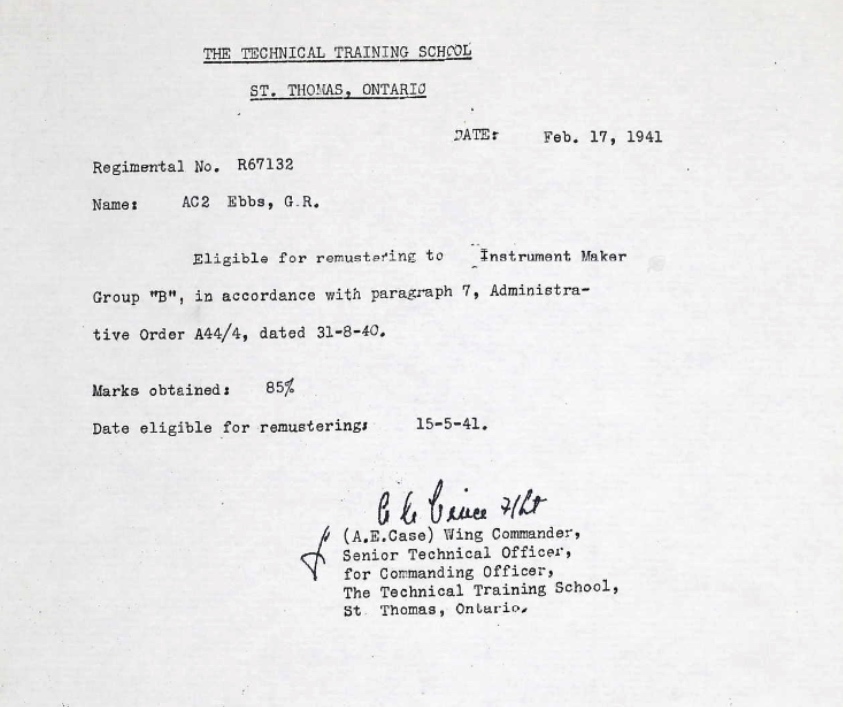 THE TECHNICAL TRAINING SCHOOL
ST. THOMAS, ONTARIO
DATE: Feb. 17, 1941
Regimental No. R67132
Name: AC2 Ebbs, G.R.
Eligible for remustering to Instrument Maker
Group "B", in accordance with paragraph 7, Administra-
tive Order A44/4, dated 31-8-40.
Marks obtained: 85%
Date eligible for remustering: 15-5-41.
F/Lt
(A.E.Case) Wing Commander,
Senior Technical Officer,
for Commanding Officer,
The Technical Training School,
St. Thomas, Ontario.